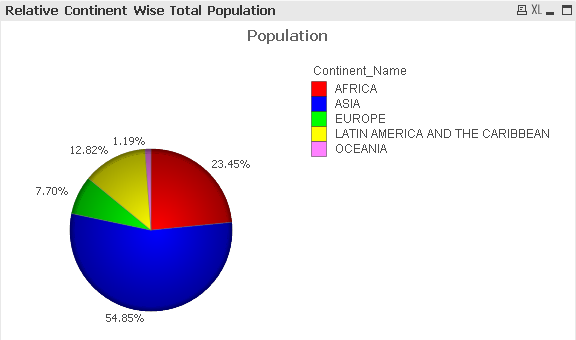 Relative Continent Wise Total Population XL
Population
Continent_Name
AFRICA
ASIA
EUROPE
LATIN AMERICA AND THE CARIBBEAN
OCEANIA
1.19%
12.82%
23.45%
7.70%
54.85%